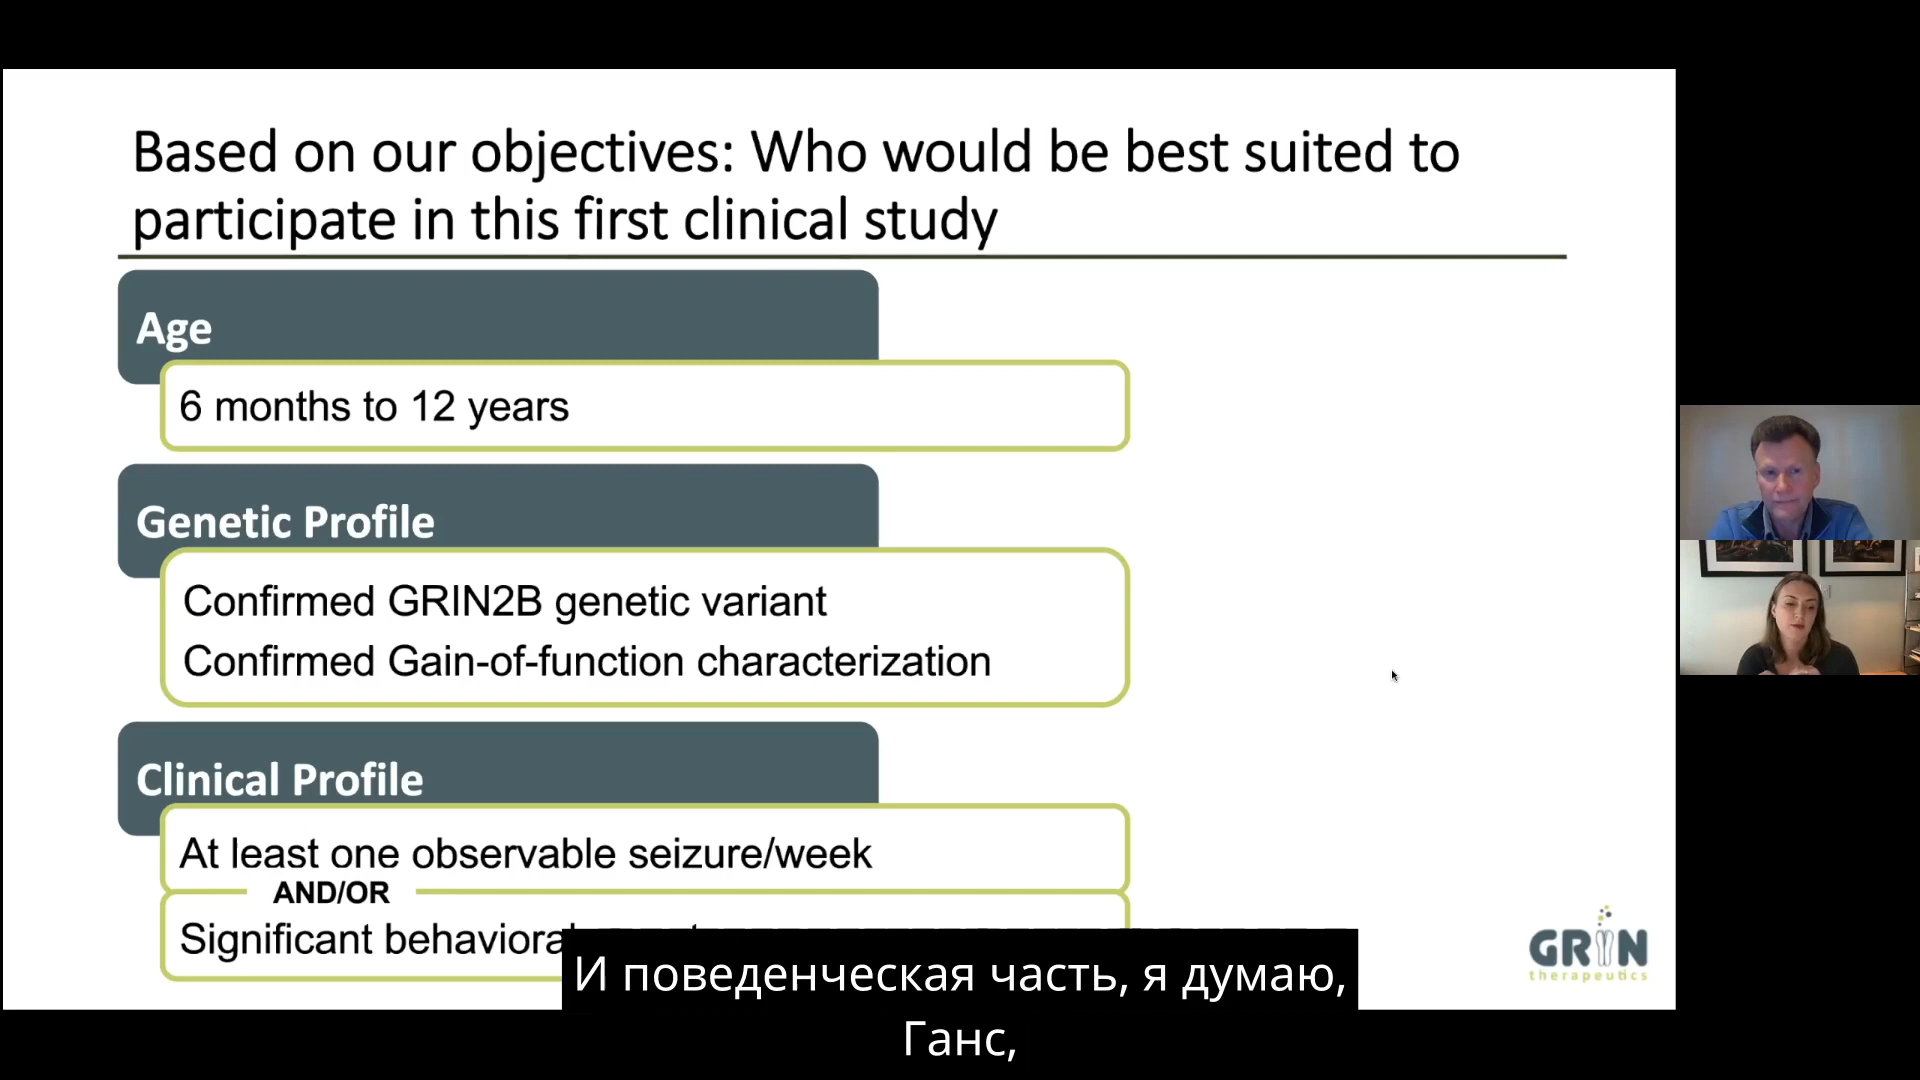 Based on our objectives: Who would be best suited to
participate in this first clinical study
Age
6 months to 12 years
Genetic Profile
Confirmed GRIN2B genetic variant
Confirmed Gain-of-function characterization
Clinical Profile
At least one observable seizure/week
AND/OR
Significant
И поведенческая часть, я думаю,
Ганс,
GRIN
therapeutics